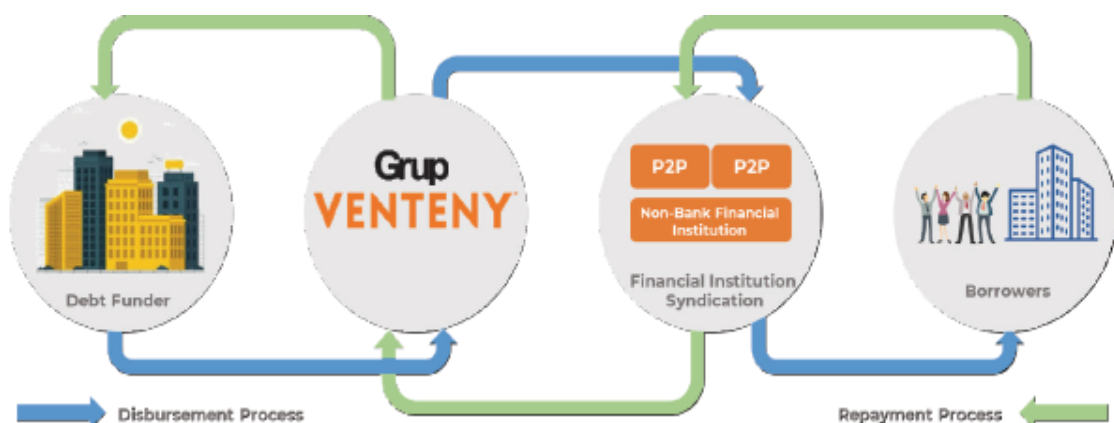 Grup
VENTENY
P2P
P2P
Non-Bank Financial
Institution
Debt Funder
Financial Institution
Syndication
Borrowers
Disbursement Process
Repayment Process